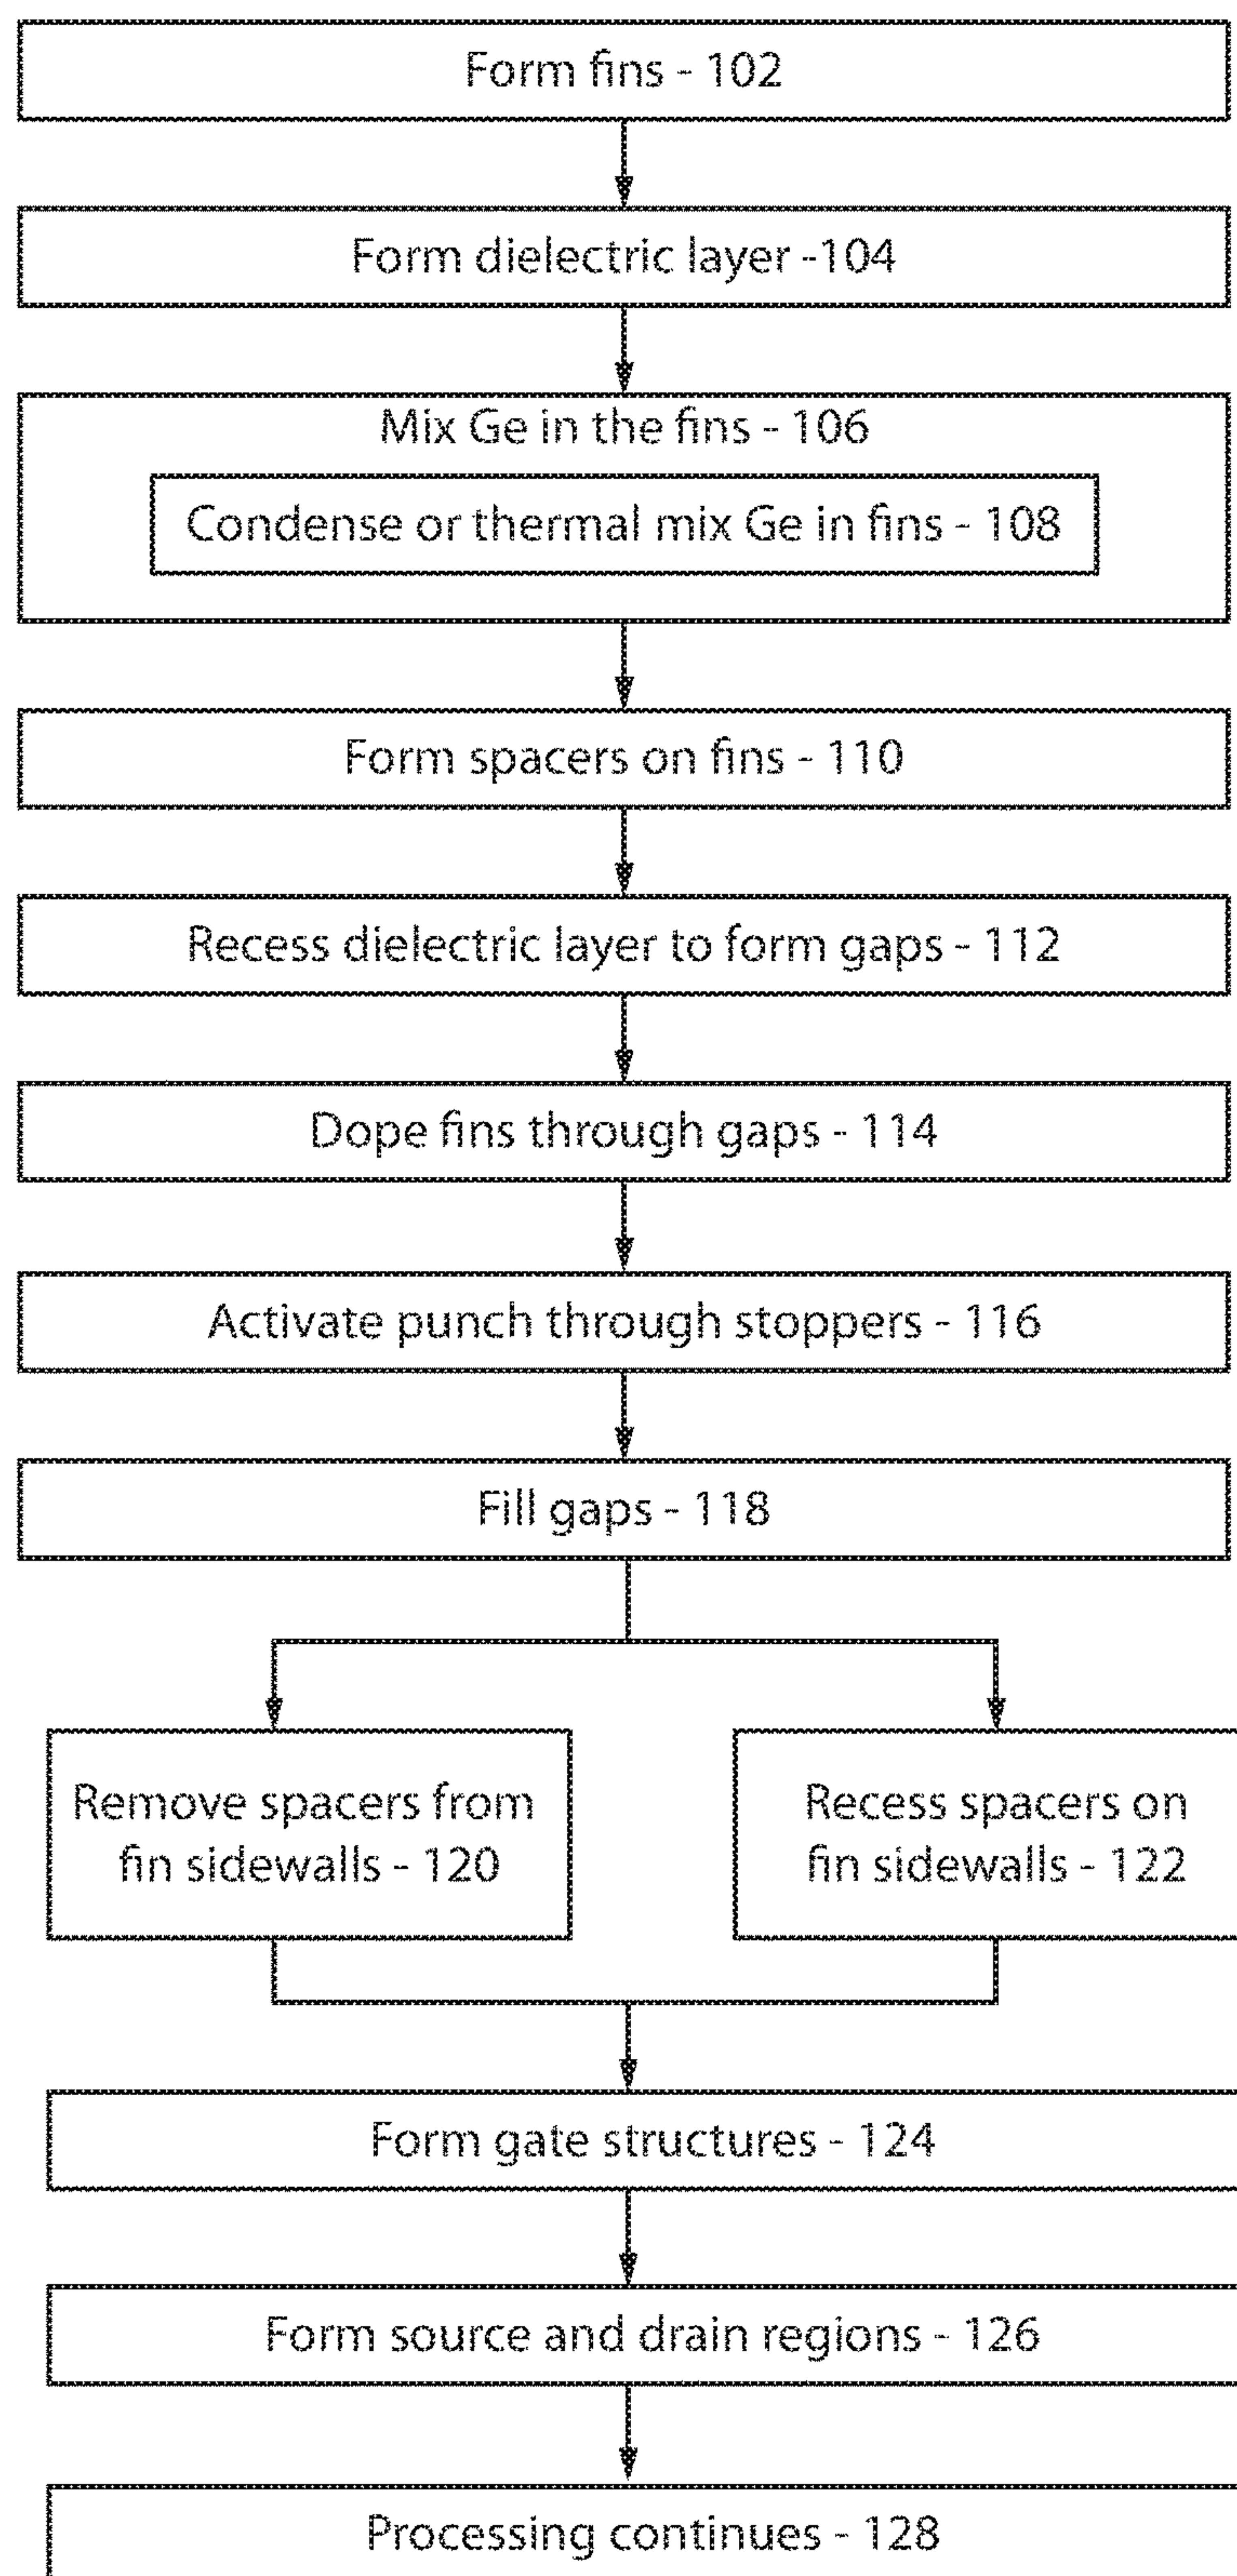 Form fins - 102
Form dielectric layer -104
Mix Ge in the fins - 106
Condense or thermal mix Ge in fins - 108
Form spacers on fins - 110
Recess dielectric layer to form gaps - 112
Dope fins through gaps - 114
Activate punch through stoppers - 116
Fill gaps - 118
Remove spacers from
fin sidewalls - 120
Recess spacers on
fin sidewalls - 122
Form gate structures - 124
Form source and drain regions - 126
Processing continues - 128